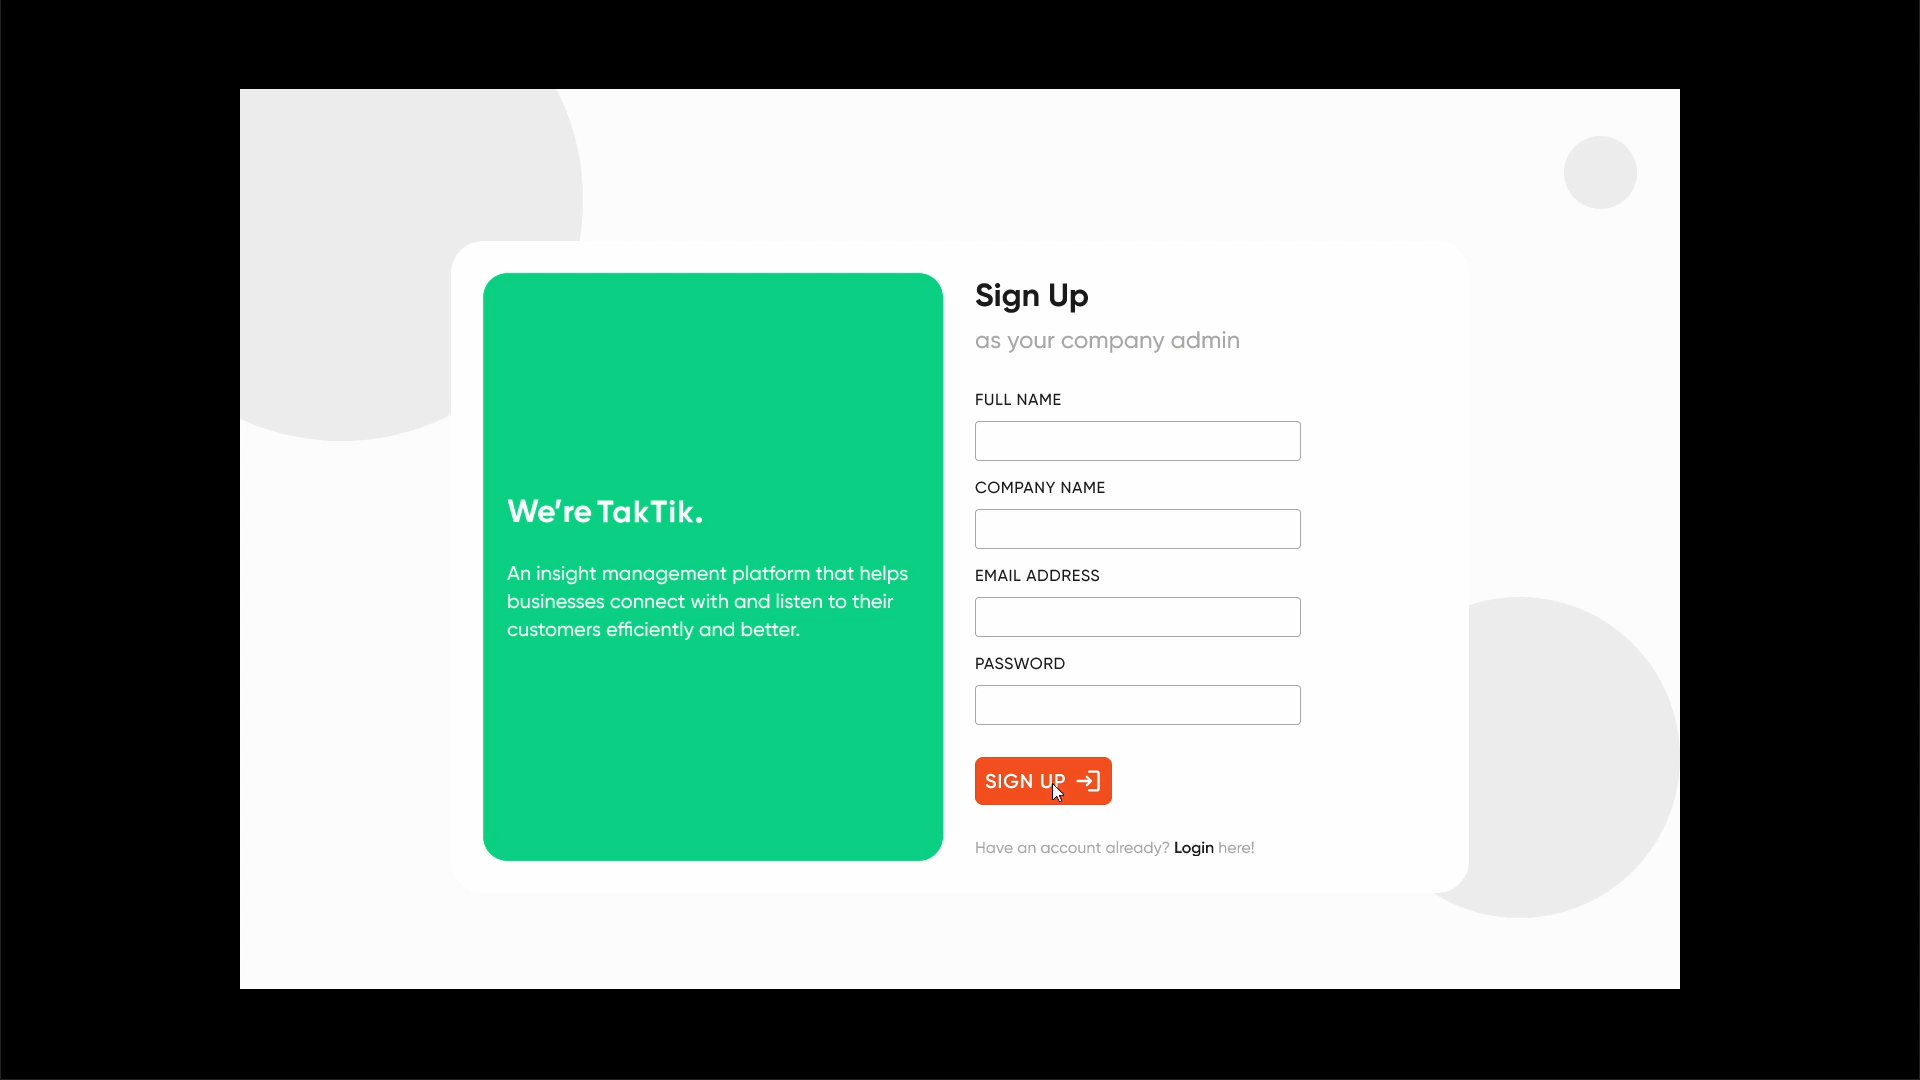 We're TakTik.
An insight management platform that helps
businesses connect with and listen to their
customers efficiently and better.
Sign Up
as your company admin
FULL NAME
COMPANY NAME
EMAIL ADDRESS
PASSWORD
SIGN UP
Have an account already? Login here!